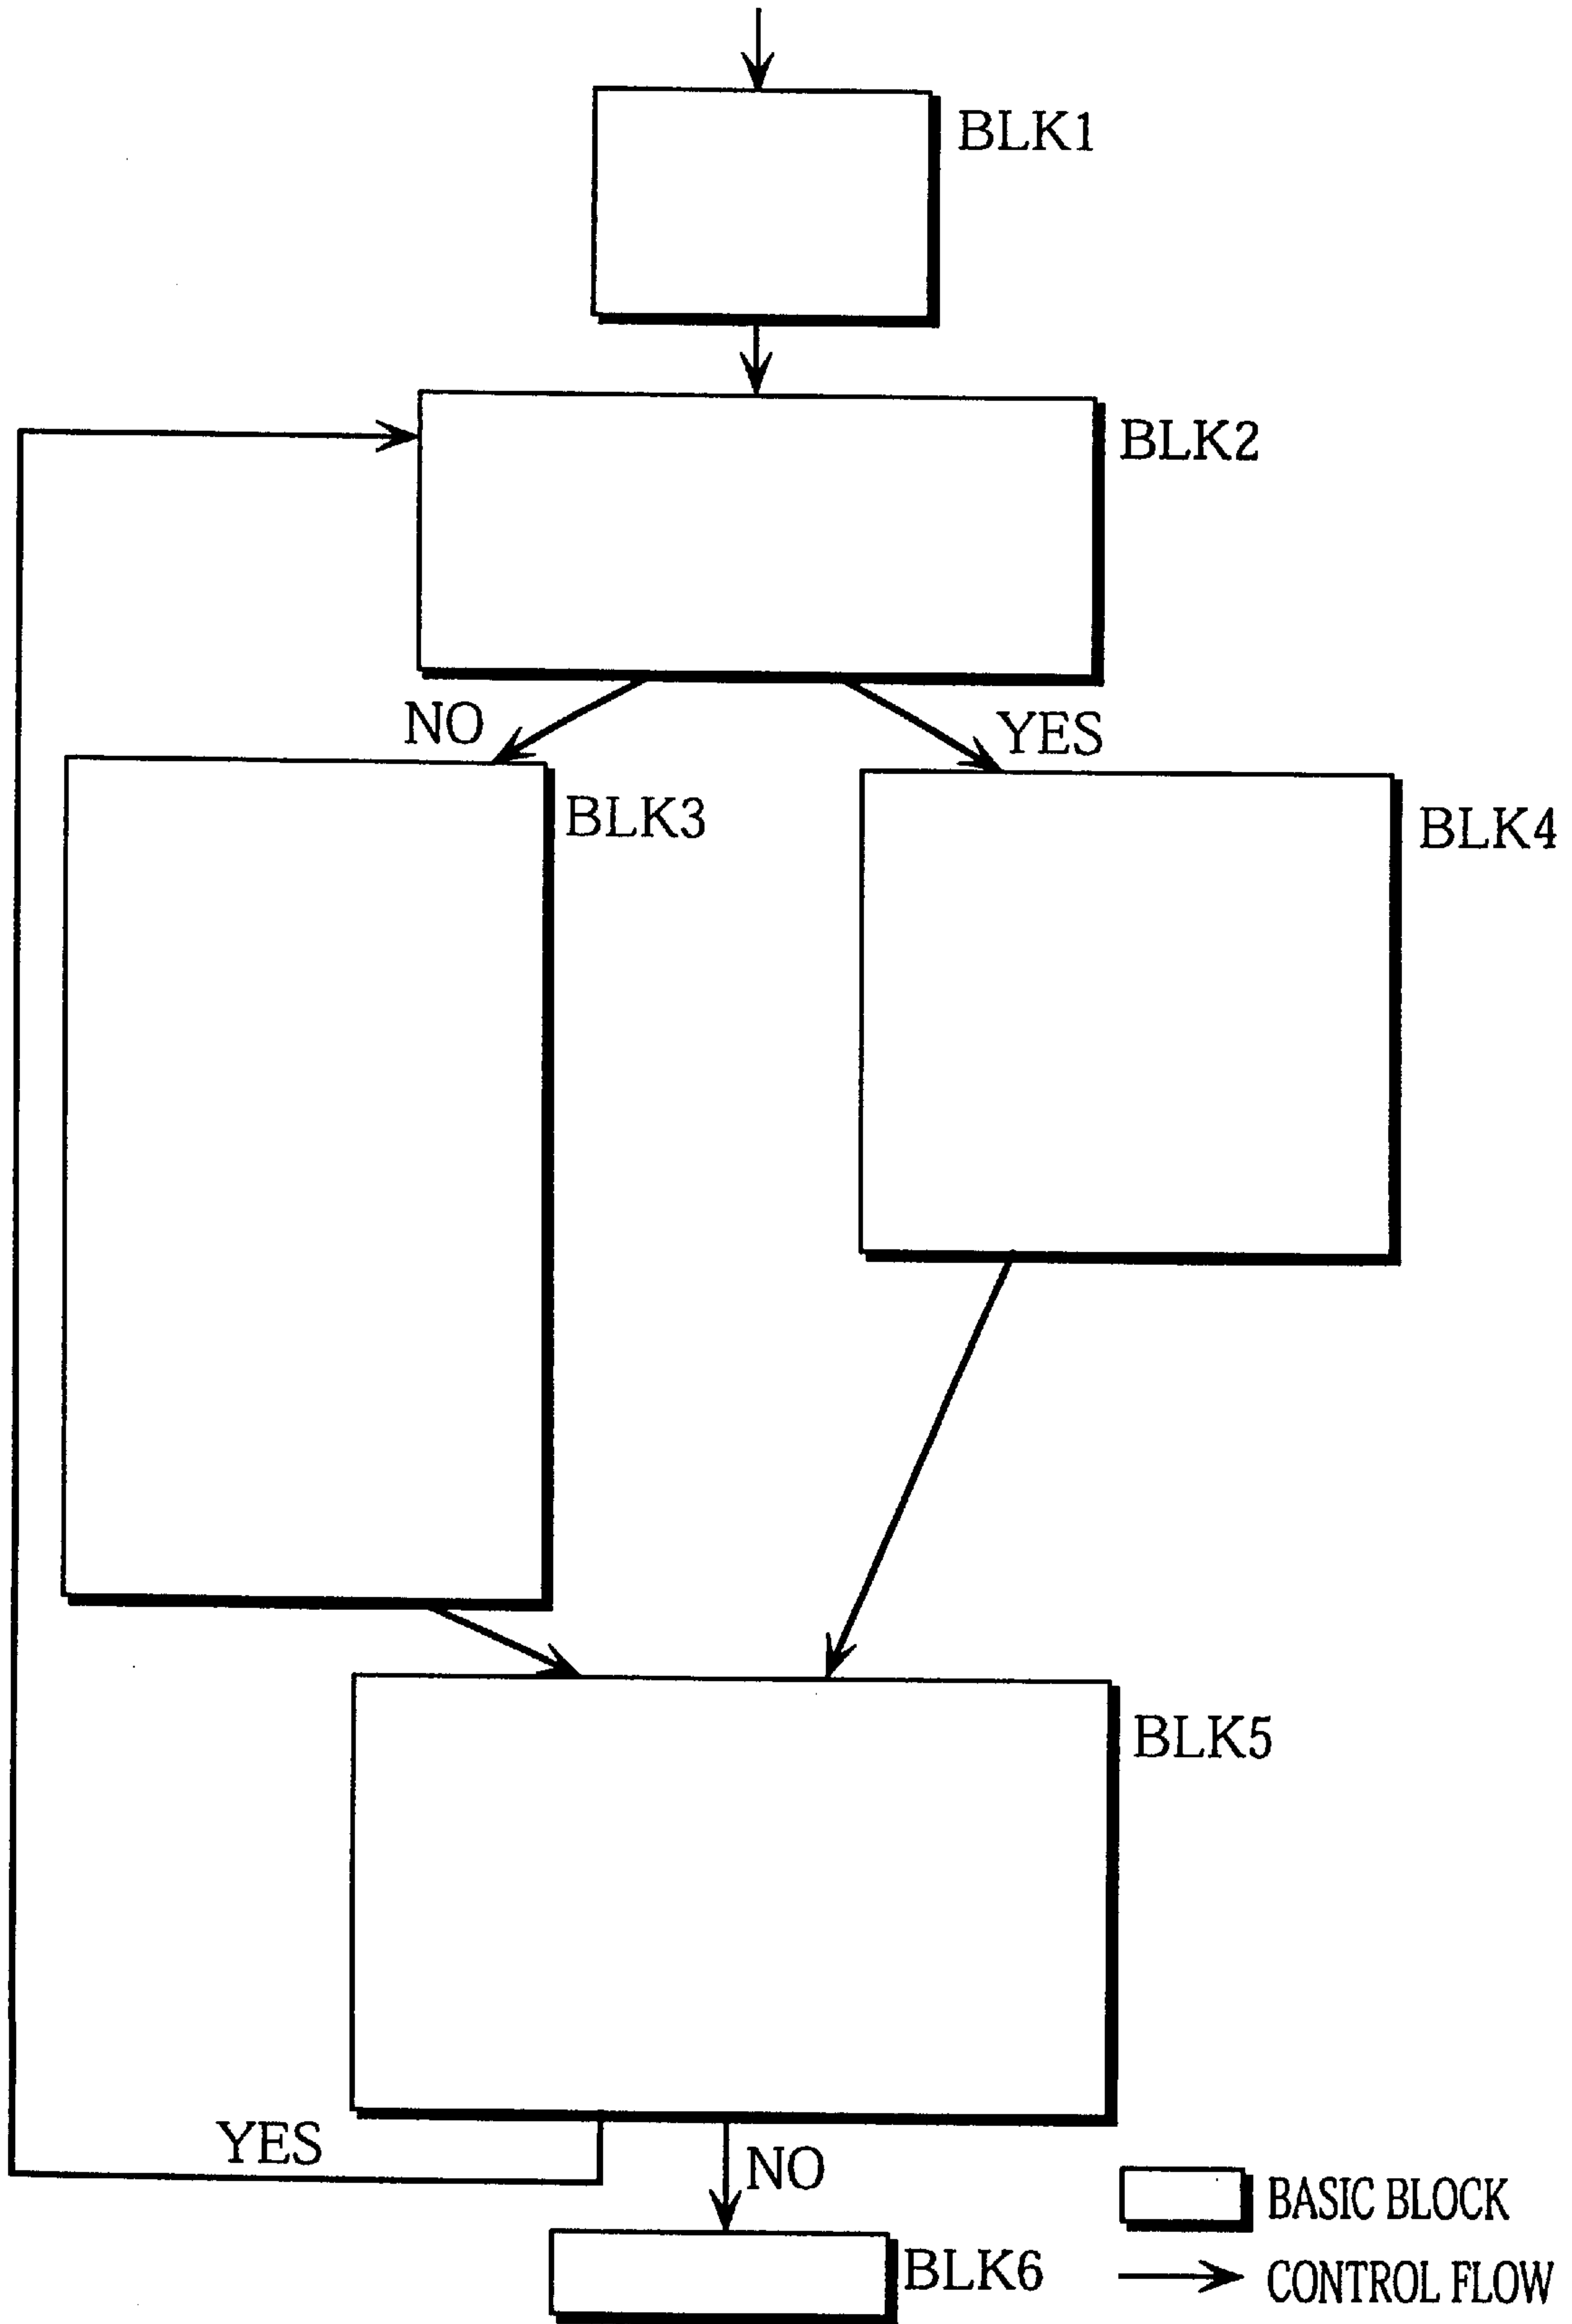 BLK1
BLK2
NO
YES
BLK3
BLK4
BLK5
YES
NO
BASIC BLOCK
BLK6
CONTROL FLOW